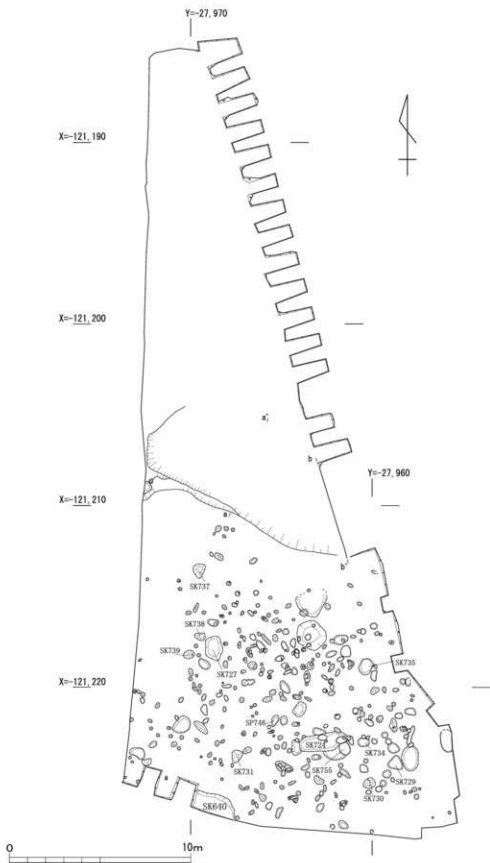 Y=-27,970
X=-121,190
X=-121,200
a'
b
Y=-27,960
X=-121,210
a
b'
SK737
SK738
SK739
SK727
SK735
X=-121,220
SP746
SK724
SK734
SK731
SK755
SK729
SK730
SK640
0
10m